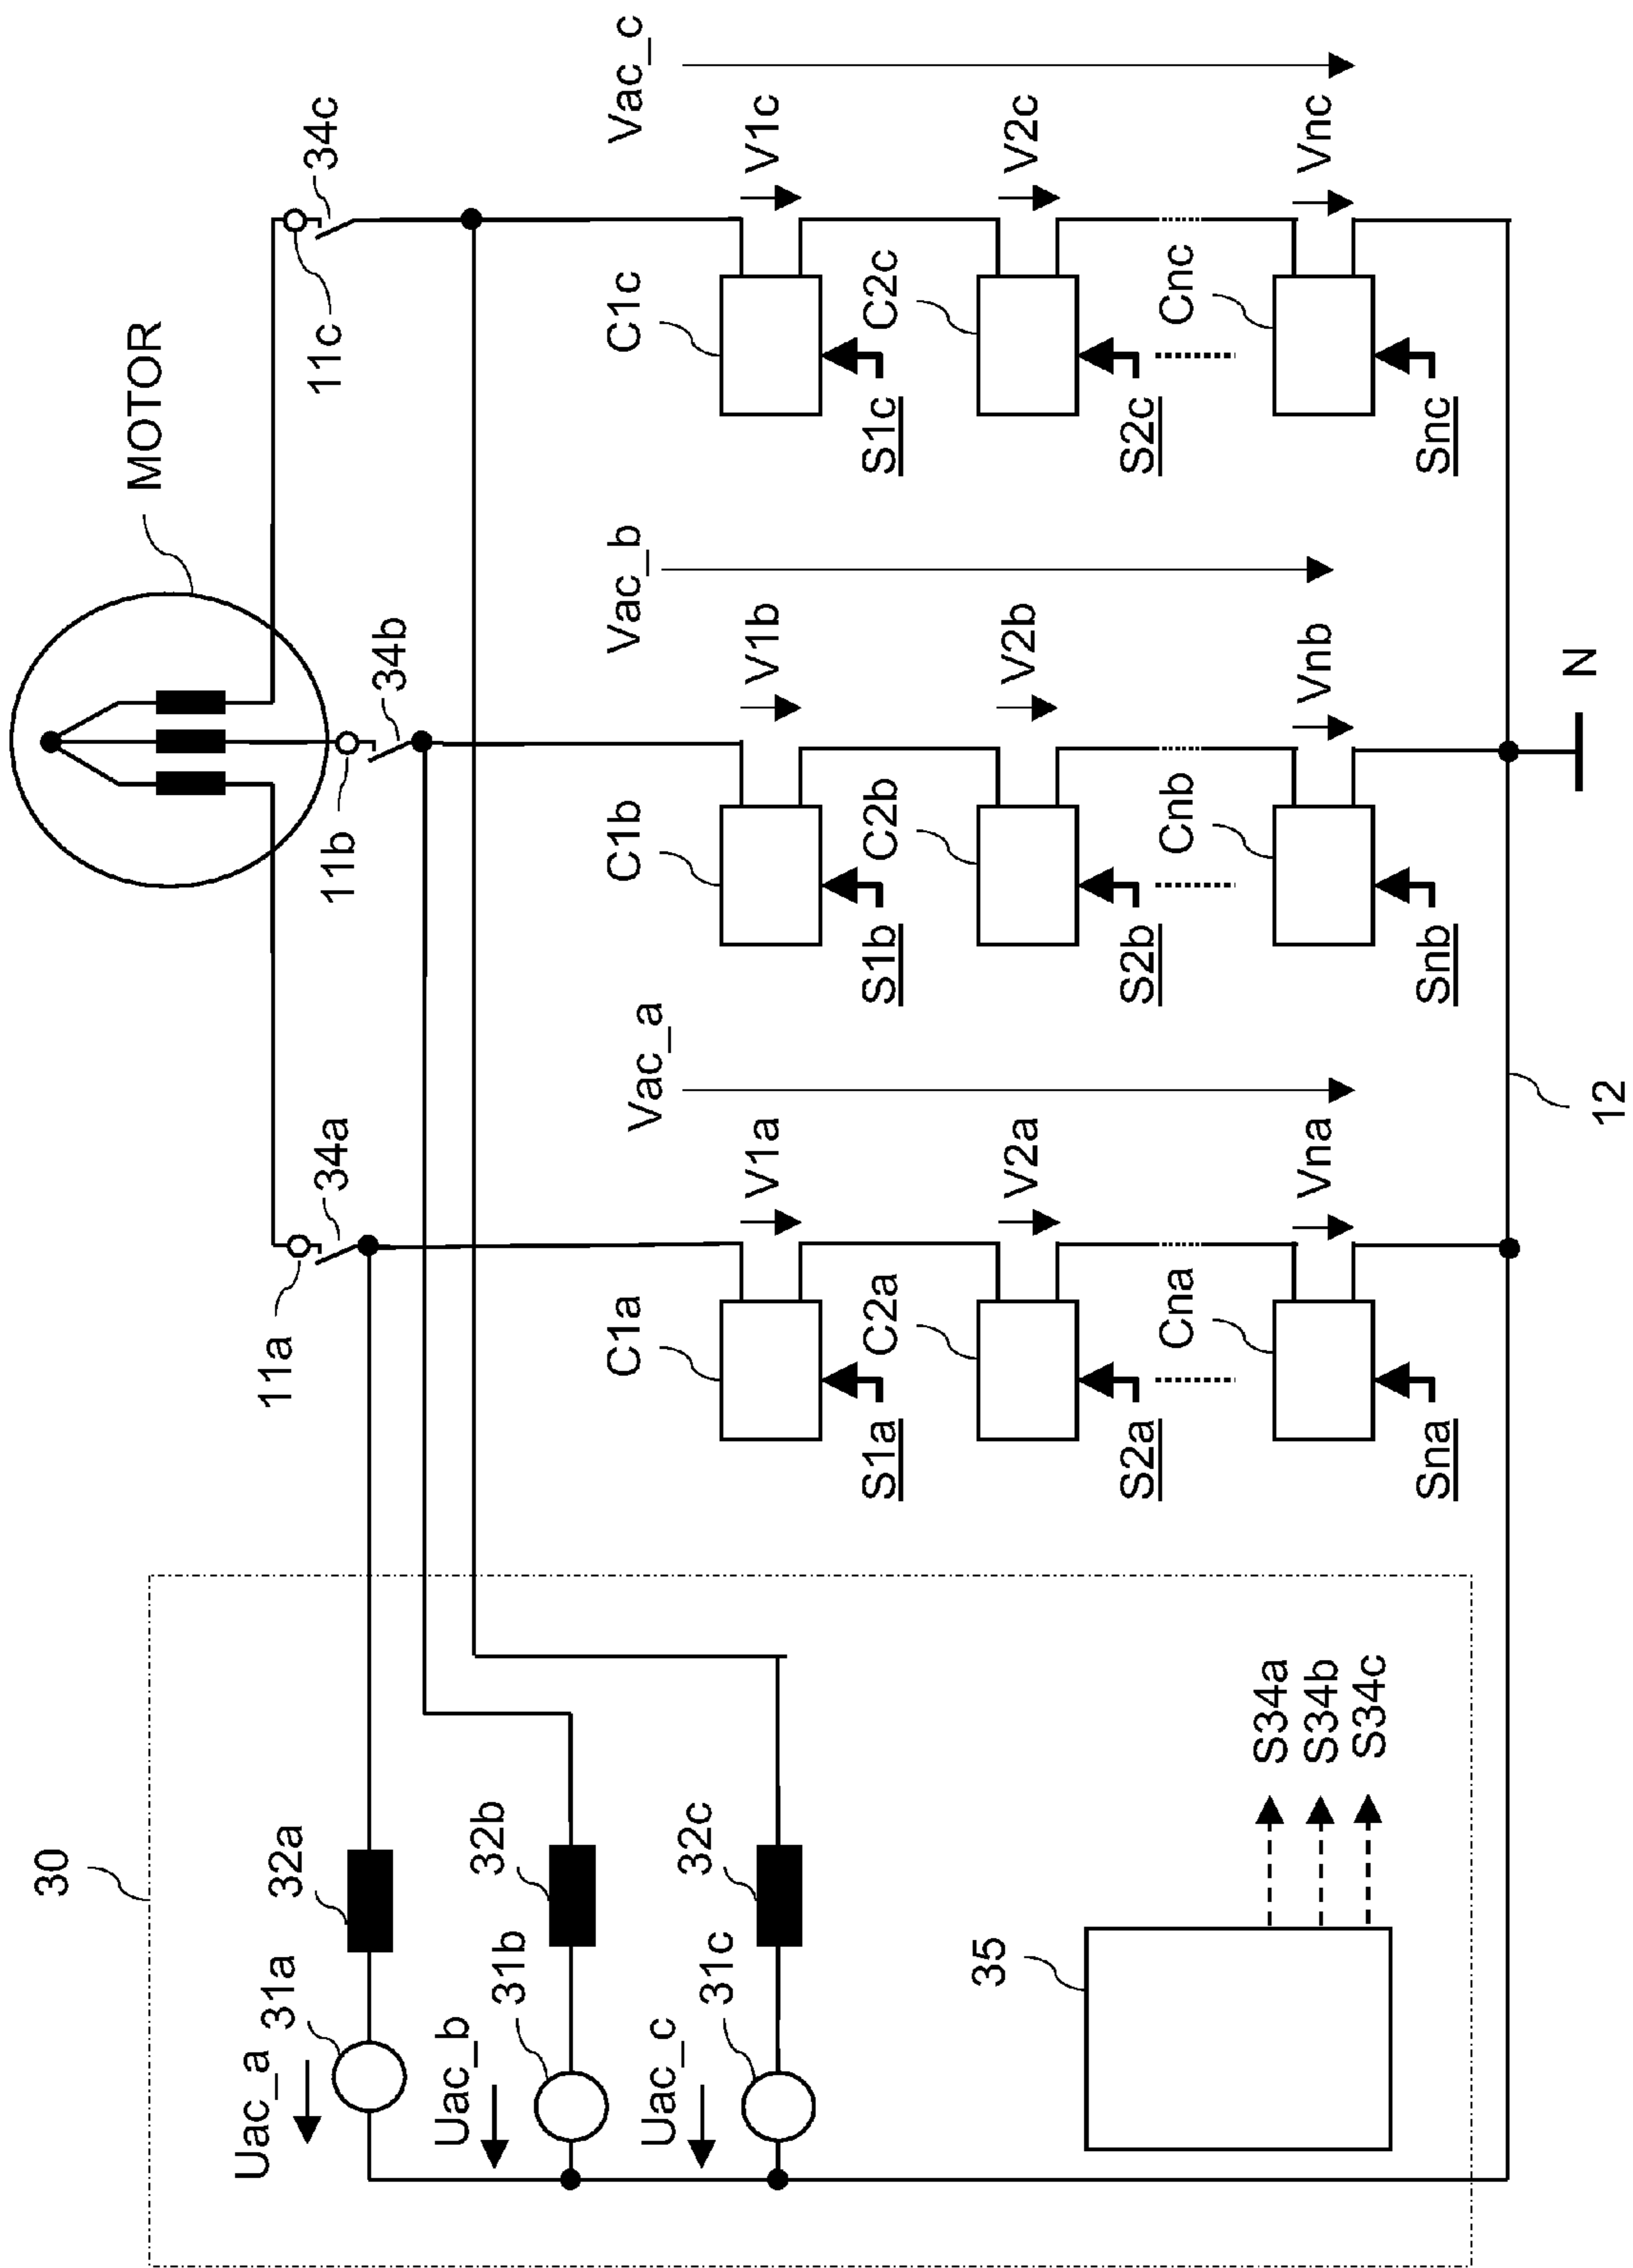 MOTOR
11a
34a
11b
34b
11c
34c
30
Uac_a
31a
32a
Uac_b
31b
32b
Uac_c
31c
32c
35
S34a
S34b
S34c
Vac_a
C1a
V1a
S1a
C2a
V2a
S2a
Cna
Vna
Sna
Vac_b
C1b
V1b
S1b
C2b
V2b
S2b
Cnb
Vnb
Snb
Vac_c
C1c
V1c
S1c
C2c
V2c
S2c
Cnc
Vnc
Snc
12
N